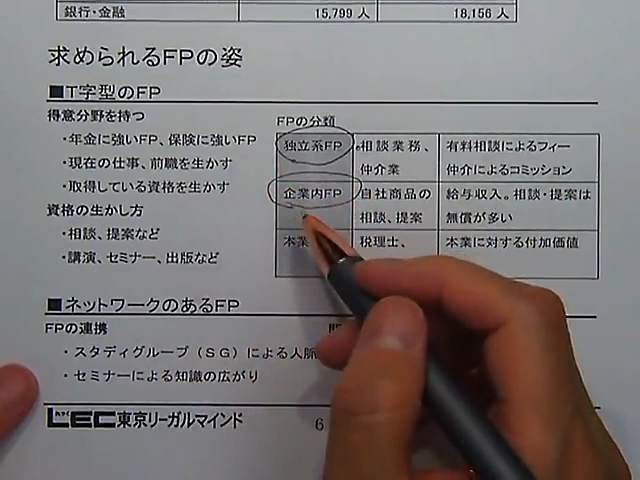 銀行・金融 15,799 人 18,156 人
求められるFPの姿
■T字型のFP
得意分野を持つ
・年金に強いFP、保険に強いFP
・現在の仕事、前職を生かす
・取得している資格を生かす
資格の生かし方
・相談、提案など
・講演、セミナー、出版など
FPの分類
独立系FP 相談業務、 有料相談によるフィー
仲介業 仲介によるコミッション
企業内FP 自社商品の 給与収入。相談・提案は
相談、提案 無償が多い
本業 税理士、 本業に対する付加価値
■ネットワークのあるFP
FPの連携
・スタディグループ(SG)による人脈
・セミナーによる知識の広がり
LEC東京リーガルマインド 6